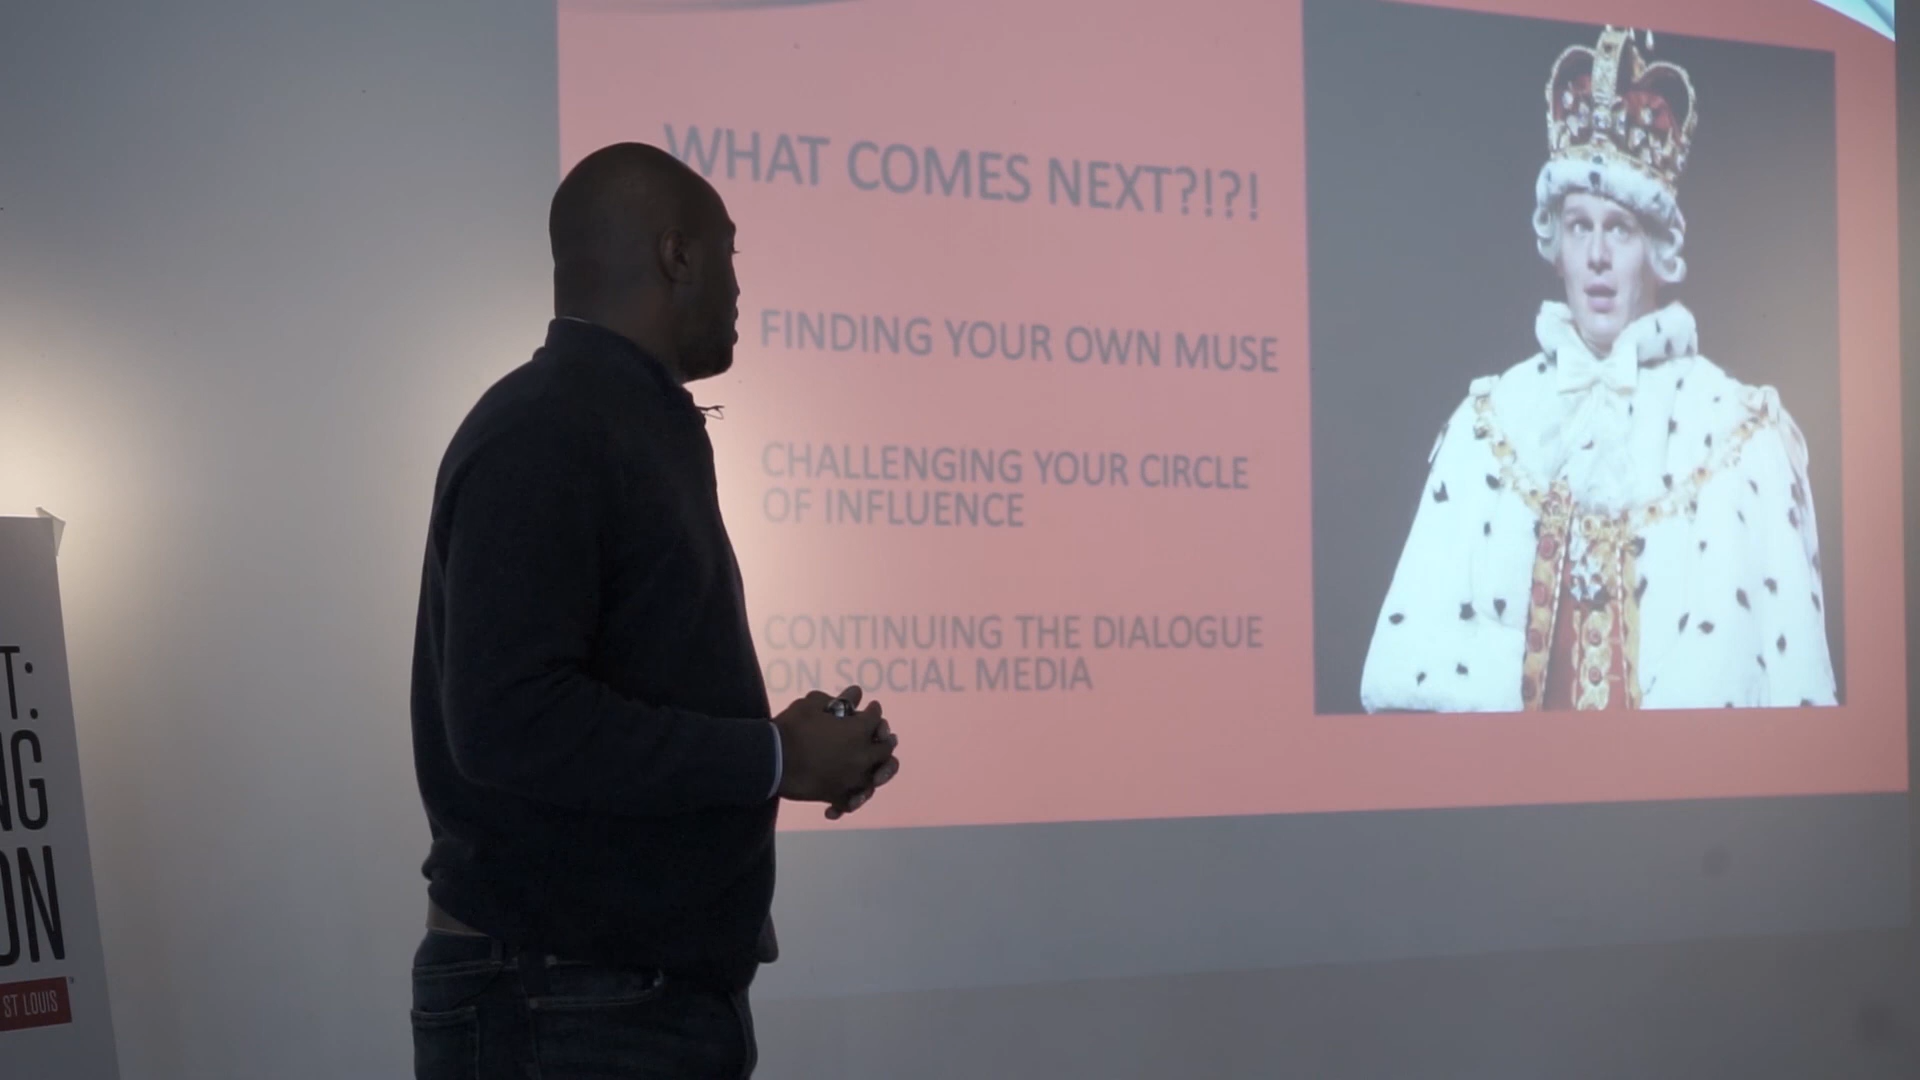 WHAT COMES NEXT?!?!
FINDING YOUR OWN MUSE
CHALLENGING YOUR CIRCLE
OF INFLUENCE
CONTINUING THE DIALOGUE
ON SOCIAL MEDIA
T:
NG
ON
ST LOUIS